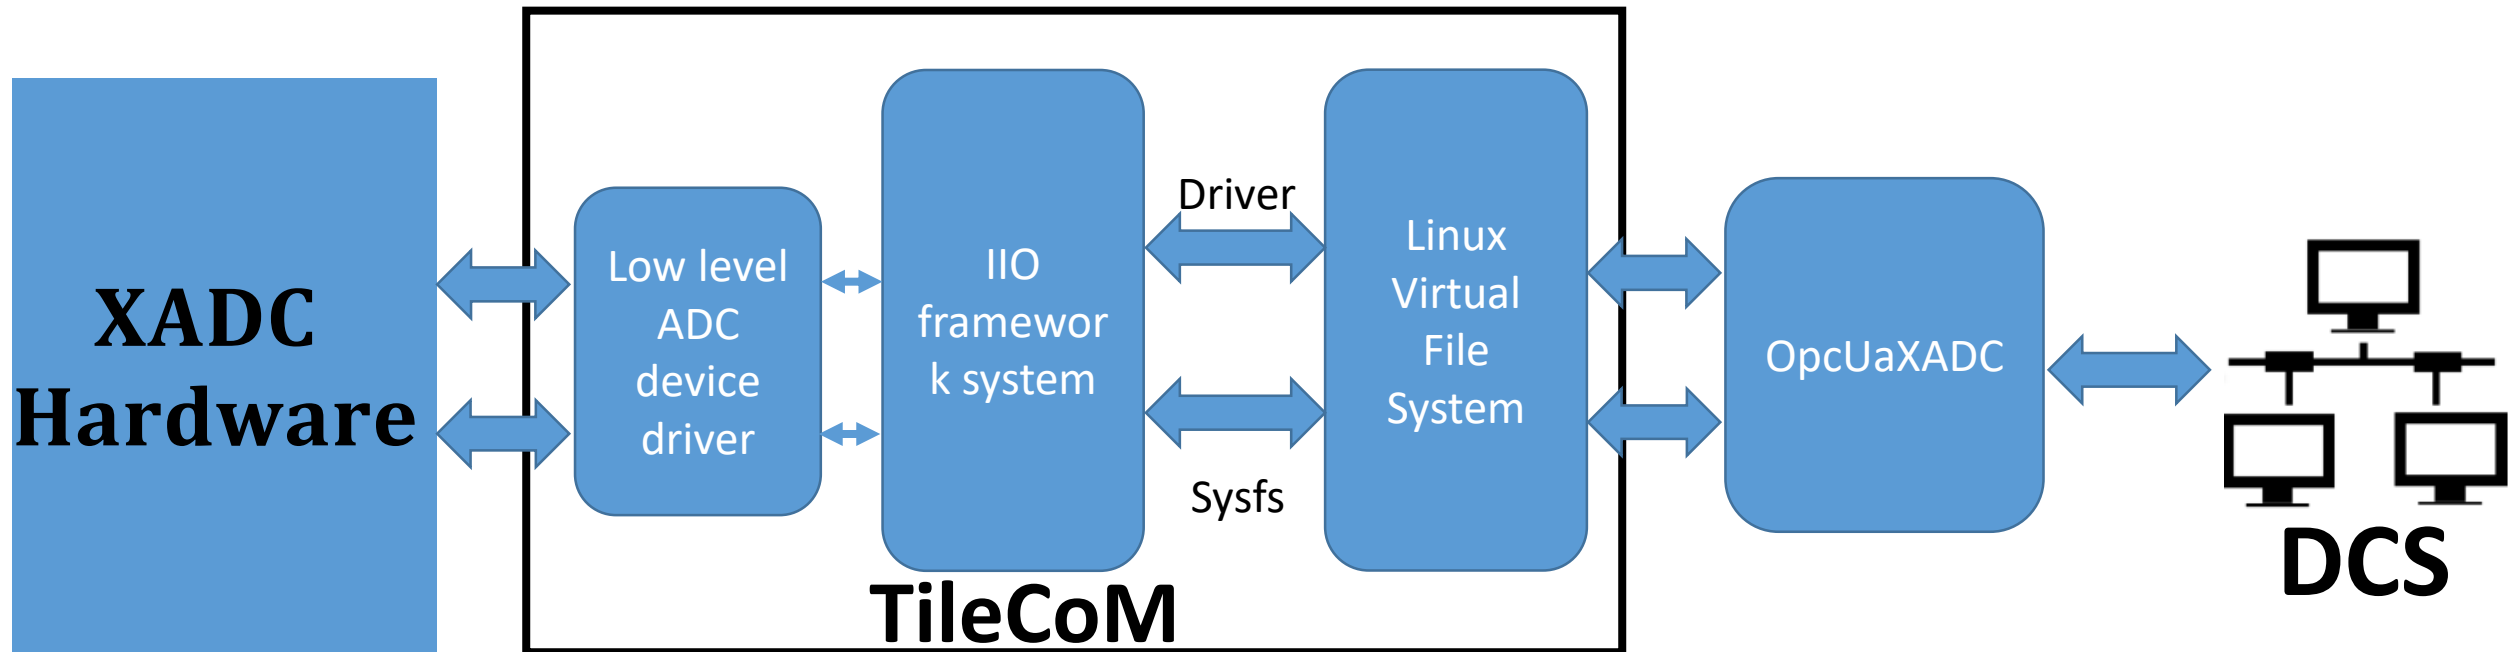 XADC
Hardware
Low level
ADC
device
driver
IIO
framewor
k system
Driver
Sysfs
Linux
Virtual
File
System
TileCoM
OpcUaXADC
DCS